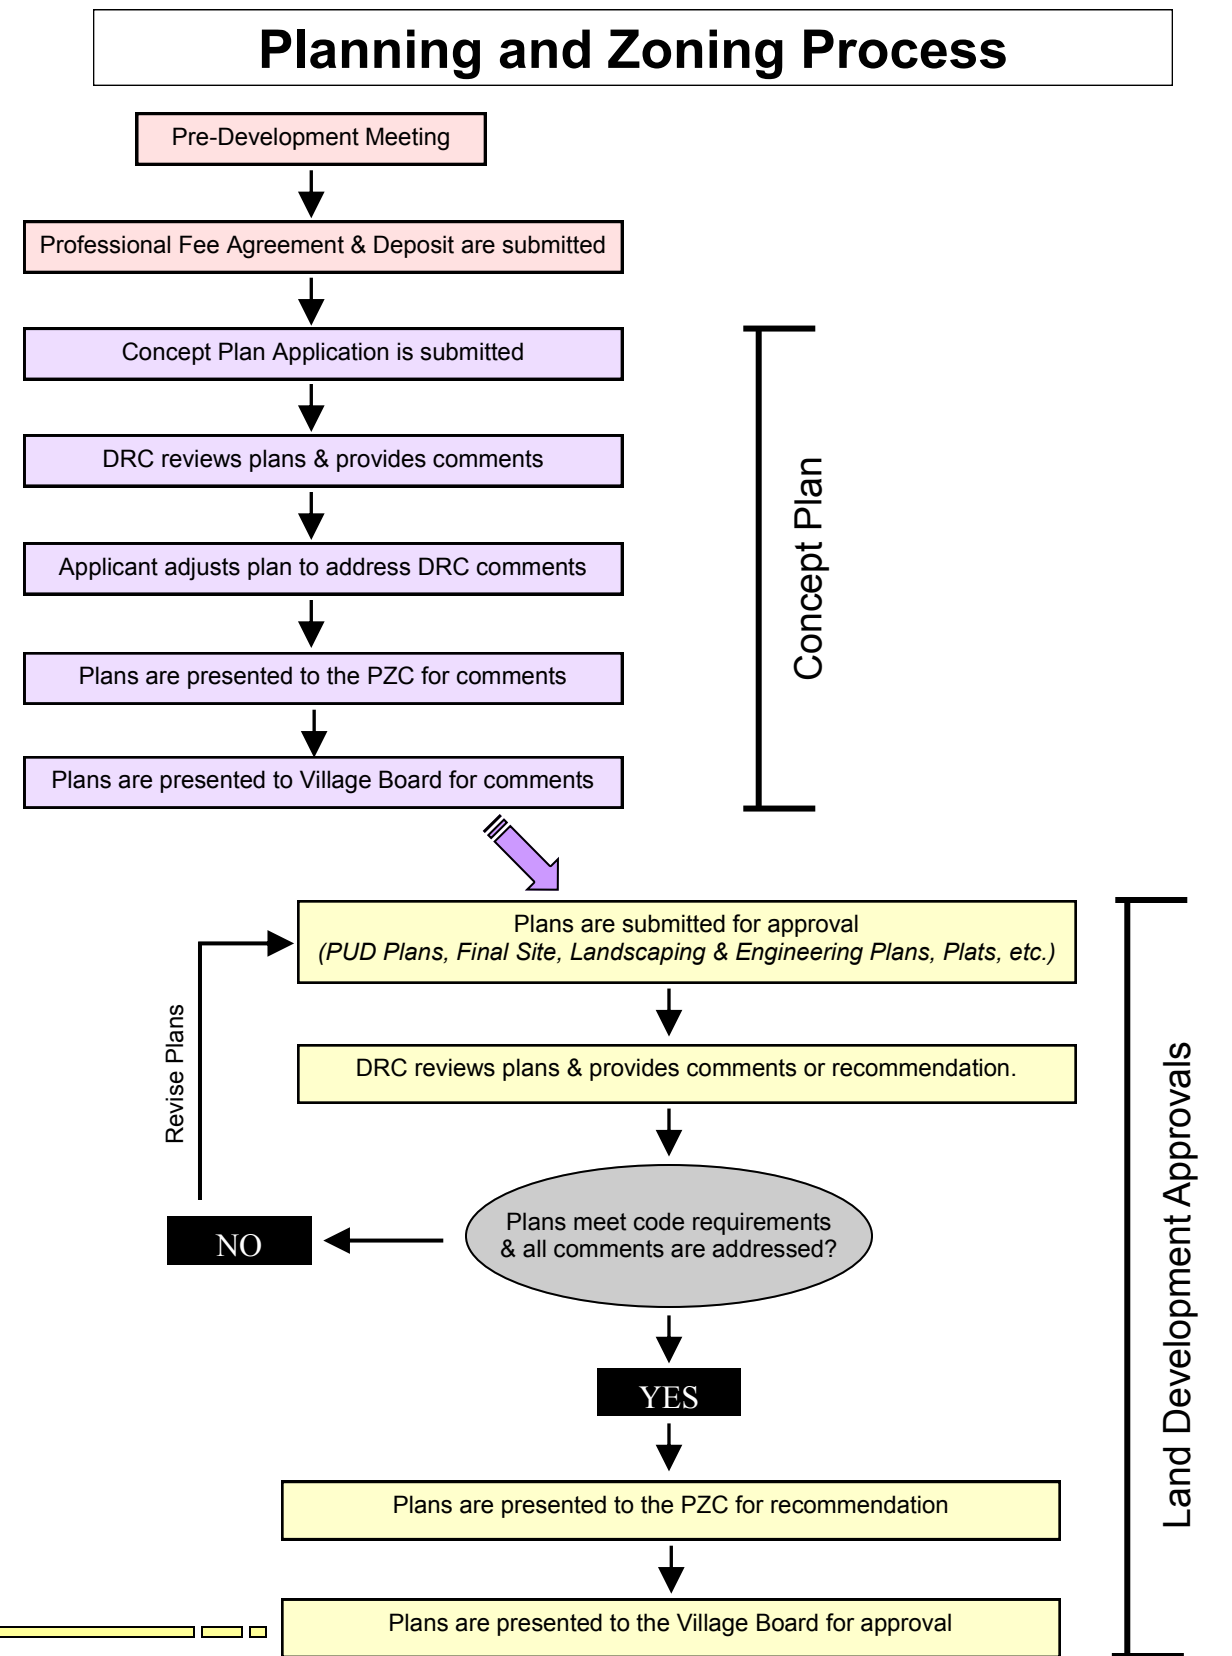 Planning and Zoning Process
Pre-Development Meeting
Professional Fee Agreement & Deposit are submitted
Concept Plan Application is submitted
DRC reviews plans & provides comments
Applicant adjusts plan to address DRC comments
Plans are presented to the PZC for comments
Plans are presented to Village Board for comments
Concept Plan
Plans are submitted for approval
(PUD Plans, Final Site, Landscaping & Engineering Plans, Plats, etc.)
DRC reviews plans & provides comments or recommendation.
Revise Plans
Plans meet code requirements
& all comments are addressed?
NO
YES
Plans are presented to the PZC for recommendation
Plans are presented to the Village Board for approval
Land Development Approvals